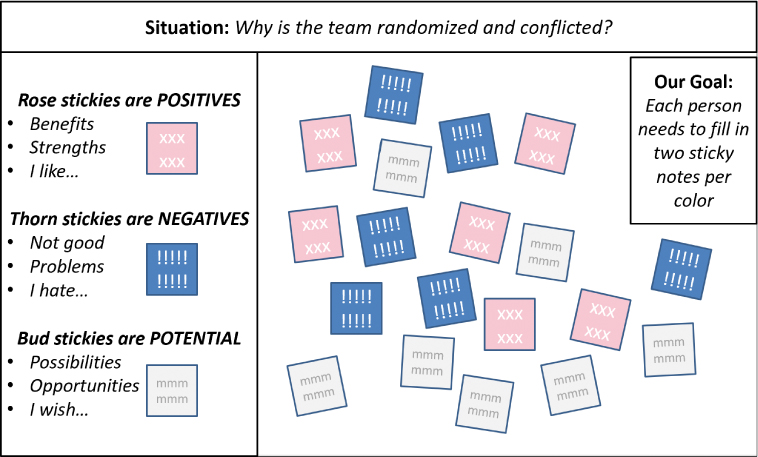 Situation: Why is the team randomized and conflicted?
Rose stickies are POSITIVES
• Benefits
• Strengths
• I like...
xxx
xxx
Thorn stickies are NEGATIVES
• Not good
• Problems
• I hate...
!!!!!
!!!!!
Bud stickies are POTENTIAL
• Possibilities
• Opportunities
• I wish...
mmm
mmm
!!!!!
!!!!!
xxx
xxx
mmm
mmm
!!!!!
!!!!!
xxx
xxx
xxx
xxx
!!!!!
!!!!!
xxx
xxx
mmm
mmm
!!!!!
!!!!!
!!!!!
!!!!!
!!!!!
!!!!!
xxx
xxx
xxx
xxx
mmm
mmm
mmm
mmm
mmm
mmm
mmm
mmm
mmm
mmm
Our Goal:
Each person
needs to fill in
two sticky
notes per
color